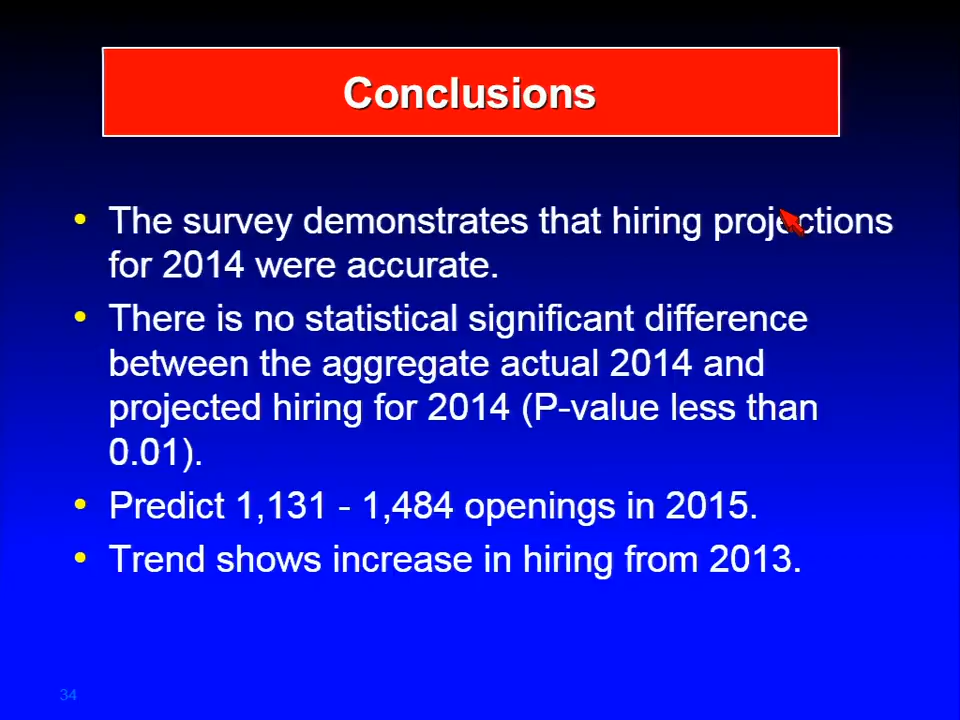 Conclusions
• The survey demonstrates that hiring projections
for 2014 were accurate.
• There is no statistical significant difference
between the aggregate actual 2014 and
projected hiring for 2014 (P-value less than
0.01).
• Predict 1,131 - 1,484 openings in 2015.
• Trend shows increase in hiring from 2013.
34